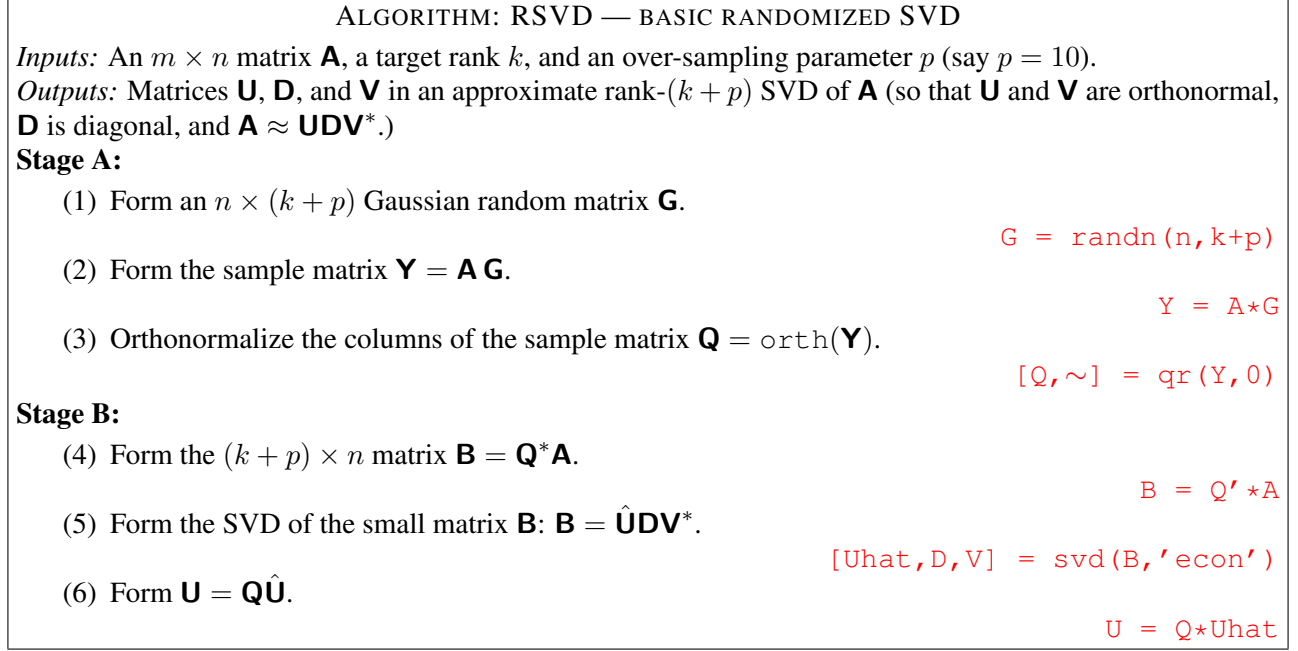 ALGORITHM: RSVD — BASIC RANDOMIZED SVD
Inputs: An m × n matrix A, a target rank k, and an over-sampling parameter p (say p = 10).
Outputs: Matrices U, D, and V in an approximate rank-(k + p) SVD of A (so that U and V are orthonormal,
D is diagonal, and A ≈ UDV*.)
Stage A:
(1) Form an n × (k + p) Gaussian random matrix G.
G = randn(n,k+p)
(2) Form the sample matrix Y = A G.
Y = A*G
(3) Orthonormalize the columns of the sample matrix Q = orth(Y).
[Q,∼] = qr(Y,0)
Stage B:
(4) Form the (k + p) × n matrix B = Q*A.
B = Q'*A
(5) Form the SVD of the small matrix B: B = ÛDV*.
[Uhat,D,V] = svd(B,'econ')
(6) Form U = QÛ.
U = Q*Uhat